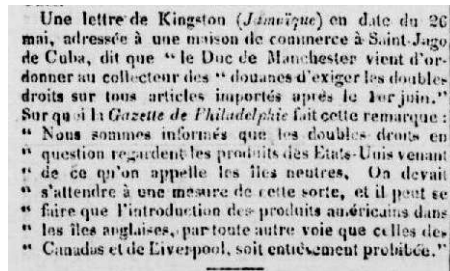 Une lettre de Kingston (Jamaïque) en date du 26
mai, adressée à une maison de commerce à Saint-Jago
de Cuba, dit que " le Duc de Manchester vient d'or-
donner au collecteur des " douanes d'exiger les doubles
droits sur tous articles importés après le 1er juin."
Sur quoi la Gazette de Philadelphie fait cette remarque :
" Nous sommes informés que les doubles droits en
" question regardent les produits des Etats-Unis venant
" de ce qu'on appelle les îles neutres. On devait
" s'attendre à une mesure de cette sorte, et il peut se
" faire que l'introduction des produits américains dans
" les îles anglaises, par toute autre voie que celles des
" Canadas et de Liverpool, soit entièrement prohibée."